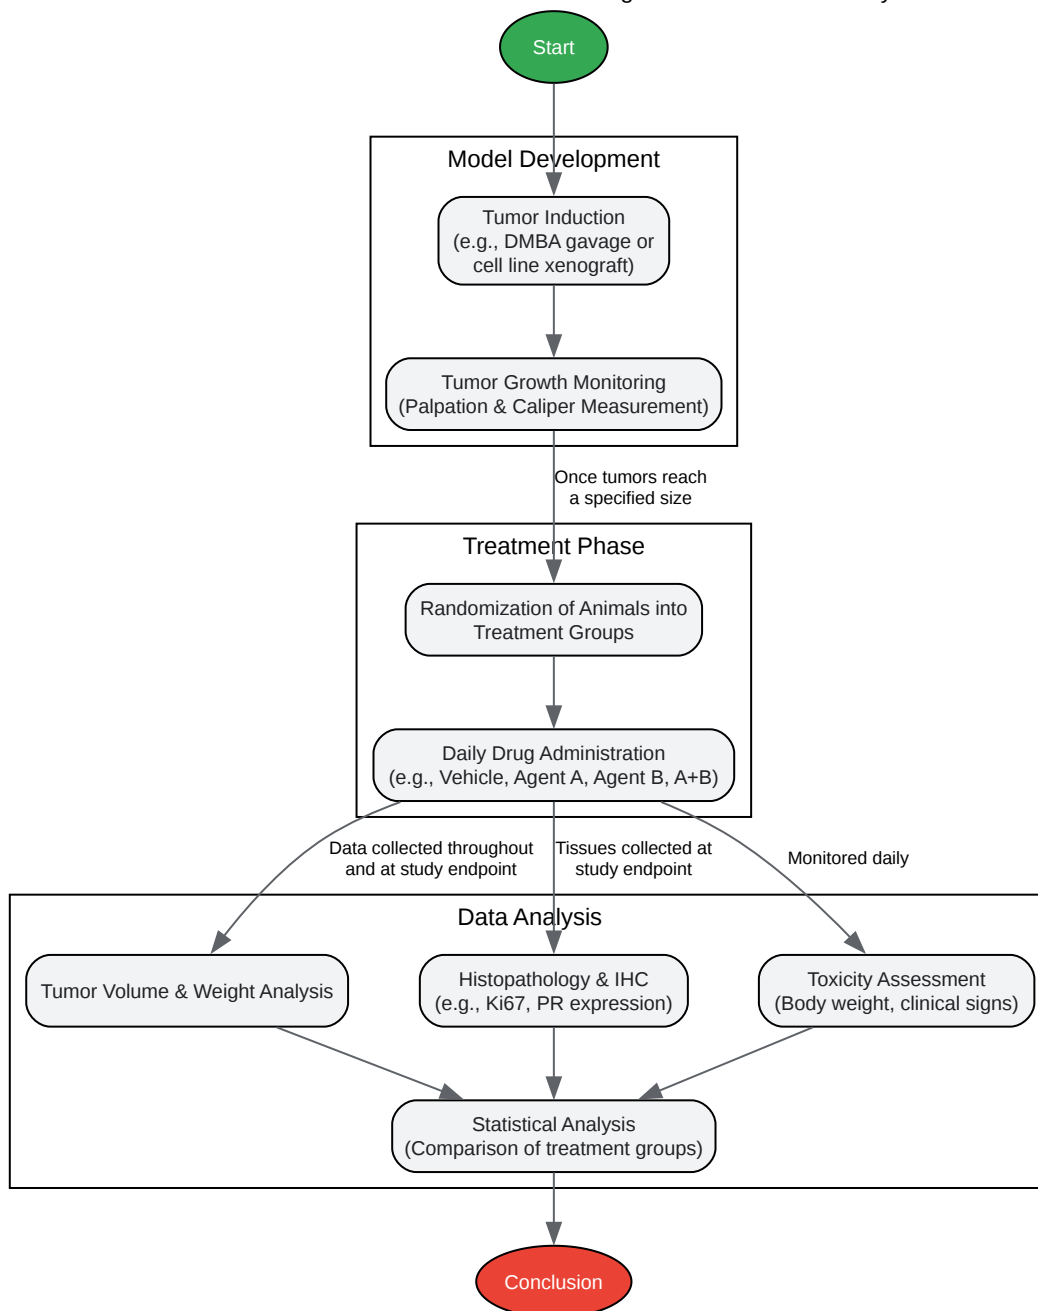 Start
Model Development
Tumor Induction
(e.g., DMBA gavage or
cell line xenograft)
Tumor Growth Monitoring
(Palpation & Caliper Measurement)
Once tumors reach
a specified size
Treatment Phase
Randomization of Animals into
Treatment Groups
Daily Drug Administration
(e.g., Vehicle, Agent A, Agent B, A+B)
Data collected throughout
and at study endpoint
Tissues collected at
study endpoint
Monitored daily
Data Analysis
Tumor Volume & Weight Analysis
Histopathology & IHC
(e.g., Ki67, PR expression)
Toxicity Assessment
(Body weight, clinical signs)
Statistical Analysis
(Comparison of treatment groups)
Conclusion